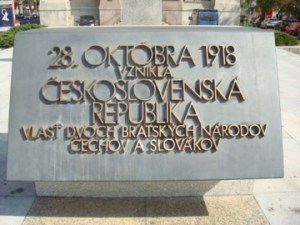 28. OKTÓBRA 1918
VZNIKLA
ČESKOSLOVENSKÁ
REPUBLIKA
VLASŤ DVOCH BRATSKÝCH NÁRODOV
ČECHOV A SLOVÁKOV